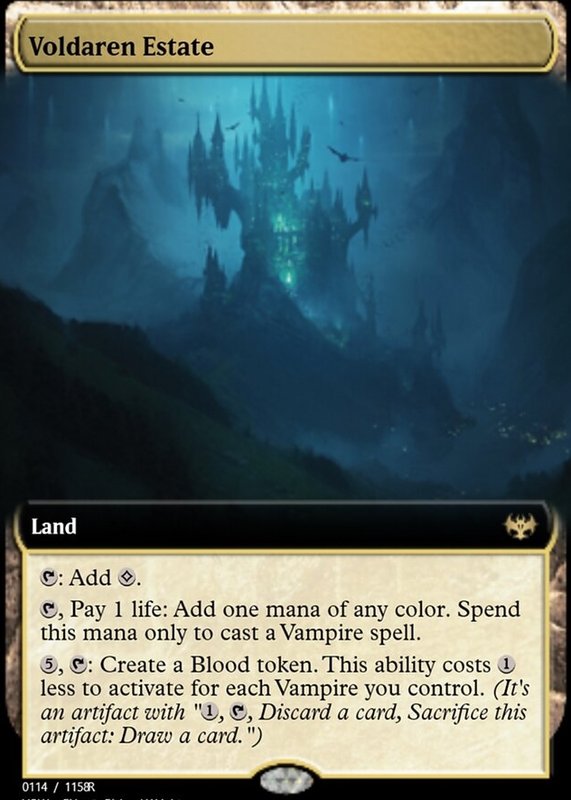 Voldaren Estate
Land
: Add .
, Pay 1 life: Add one mana of any color. Spend
this mana only to cast a Vampire spell.
5, : Create a Blood token. This ability costs 1
less to activate for each Vampire you control. (It's
an artifact with "1, , Discard a card, Sacrifice this
artifact: Draw a card.")
0114 / 1158R